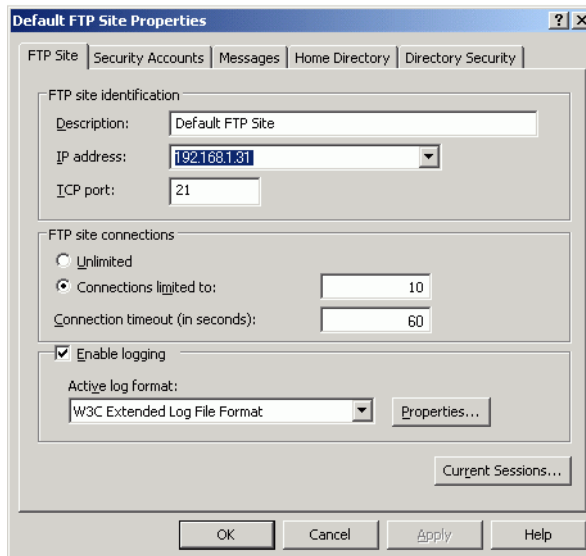 Default FTP Site Properties
FTP Site Security Accounts Messages Home Directory Directory Security
FTP site identification
Description: Default FTP Site
IP address: 192.168.1.31
TCP port: 21
FTP site connections
Unlimited
Connections limited to: 10
Connection timeout (in seconds): 60
Enable logging
Active log format:
W3C Extended Log File Format Properties...
Current Sessions...
OK Cancel Apply Help